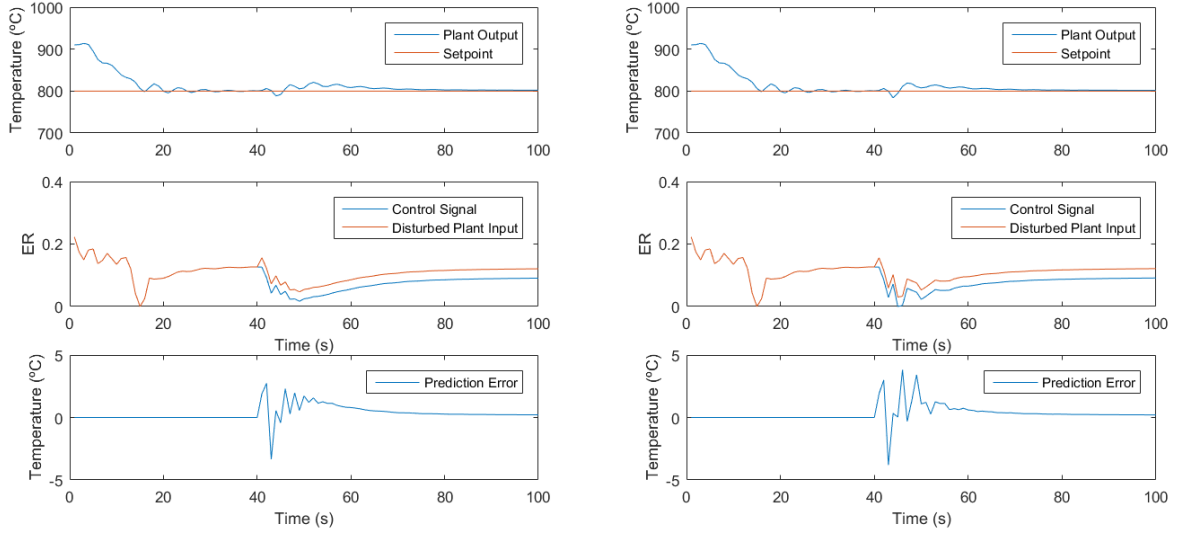 1000
900
800
700
Temperature (ºC)
Plant Output
Setpoint
0 20 40 60 80 100
0.4
0.2
0
ER
Control Signal
Disturbed Plant Input
0 20 40 60 80 100
Time (s)
5
0
-5
Temperature (ºC)
Prediction Error
0 20 40 60 80 100
Time (s)
1000
900
800
700
Temperature (ºC)
Plant Output
Setpoint
0 20 40 60 80 100
0.4
0.2
0
ER
Control Signal
Disturbed Plant Input
0 20 40 60 80 100
Time (s)
5
0
-5
Temperature (ºC)
Prediction Error
0 20 40 60 80 100
Time (s)